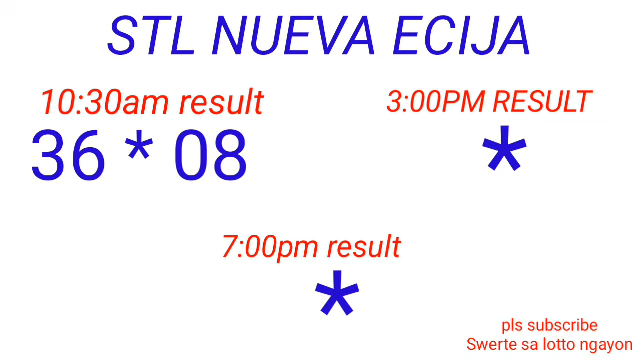 STL NUEVA ECIJA
10:30am result
36 * 08
3:00PM RESULT
*
7:00pm result
*
pls subscribe
Swerte sa lotto ngayon